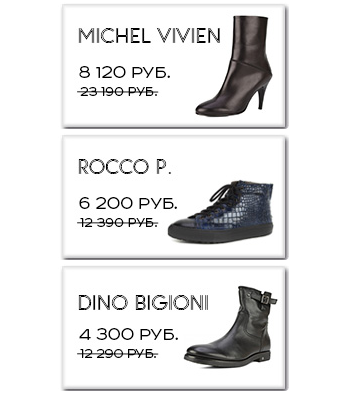 MICHEL VIVIEN
8 120 РУБ.
23 190 РУБ.
ROCCO P.
6 200 РУБ.
12 390 РУБ.
DINO BIGIONI
4 300 РУБ.
12 290 РУБ.